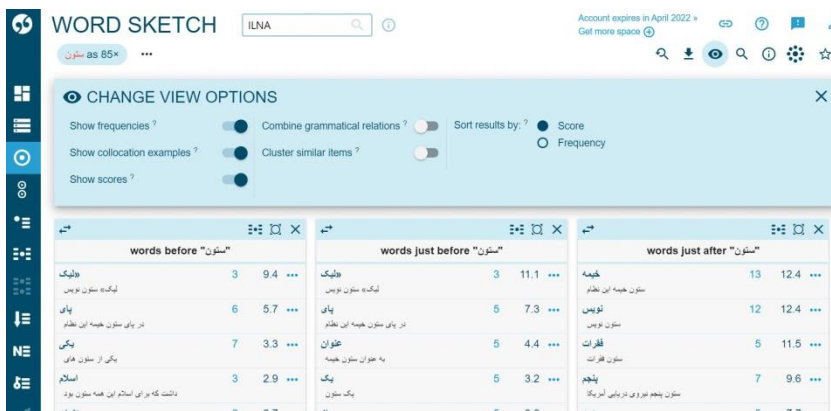 WORD SKETCH
ILNA
Account expires in April 2022 »
Get more space
ستون as 85×
CHANGE VIEW OPTIONS
Show frequencies ?
Show collocation examples ?
Show scores ?
Combine grammatical relations ?
Cluster similar items ?
Sort results by: ?
Score
Frequency
words before "ستون"
«لیک 3 9.4
لیک» ستون نویس
پای 6 5.7
در پای ستون خیمه این نظام
یکی 7 3.3
یکی از ستون های
اسلام 3 2.9
داشت که برای اسلام این همه ستون بود
words just before "ستون"
«لیک 3 11.1
لیک» ستون نویس
پای 5 7.3
در پای ستون خیمه این نظام
عنوان 5 4.4
به عنوان ستون خیمه
یک 5 3.2
یک ستون
words just after "ستون"
خیمه 13 12.4
ستون خیمه این نظام
نویس 12 12.4
ستون نویس
فقرات 5 11.5
ستون فقرات
پنجم 7 9.6
ستون پنجم نیروی دریایی آمریکا